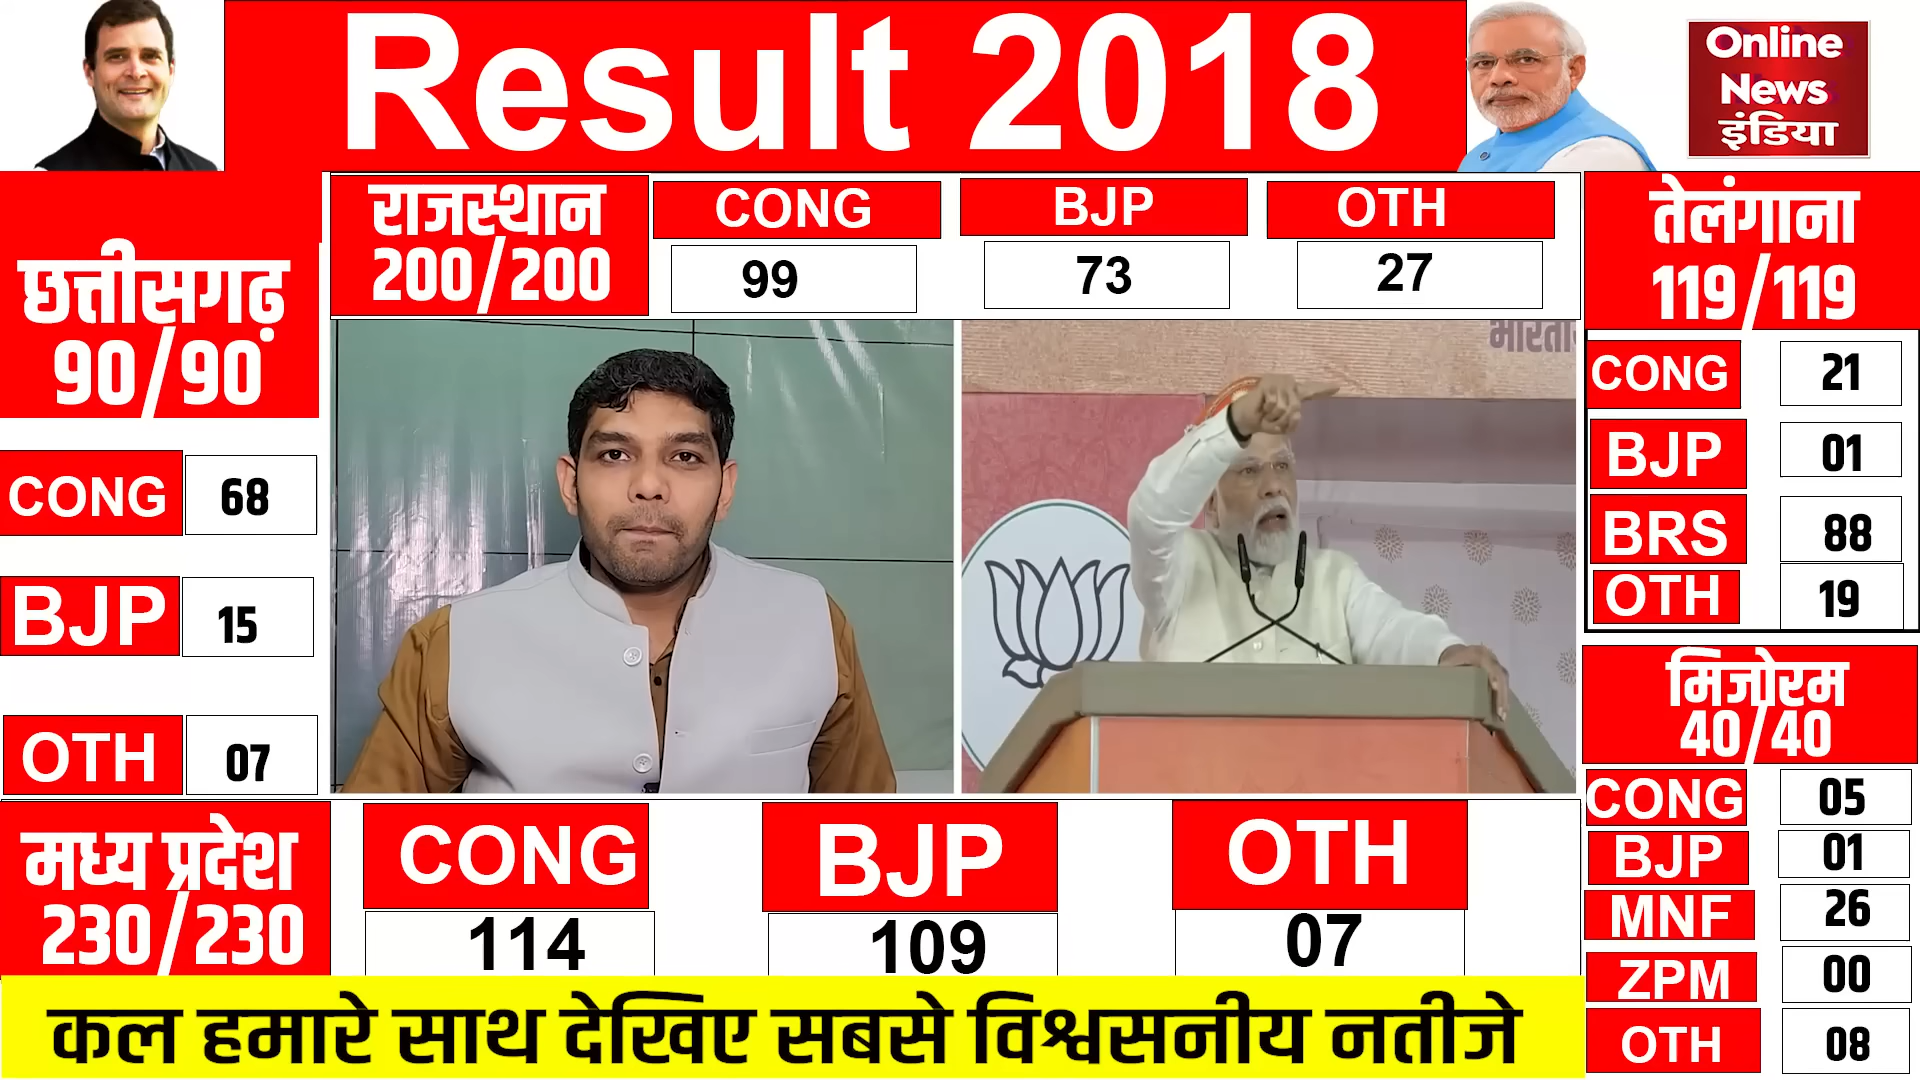 Result 2018
Online
News
इंडिया
छत्तीसगढ़
90/90
CONG 68
BJP 15
OTH 07
राजस्थान
200/200
CONG BJP OTH
99 73 27
तेलंगाना
119/119
CONG 21
BJP 01
BRS 88
OTH 19
मिजोरम
40/40
CONG 05
BJP 01
MNF 26
ZPM 00
OTH 08
मध्य प्रदेश
230/230
CONG BJP OTH
114 109 07
कल हमारे साथ देखिए सबसे विश्वसनीय नतीजे